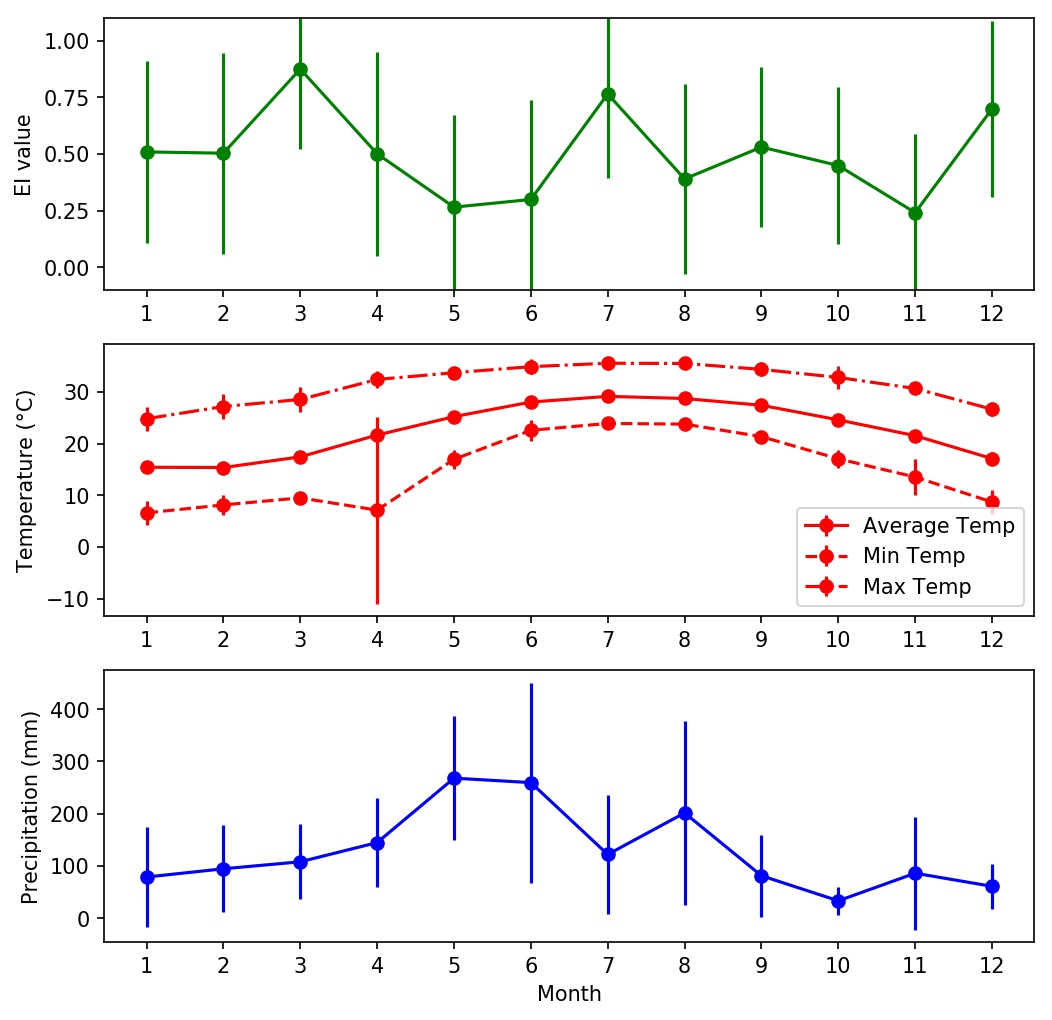 EI value
1.00
0.75
0.50
0.25
0.00
1 2 3 4 5 6 7 8 9 10 11 12
Temperature (°C)
30
20
10
0
−10
Average Temp
Min Temp
Max Temp
1 2 3 4 5 6 7 8 9 10 11 12
Precipitation (mm)
400
300
200
100
0
1 2 3 4 5 6 7 8 9 10 11 12
Month